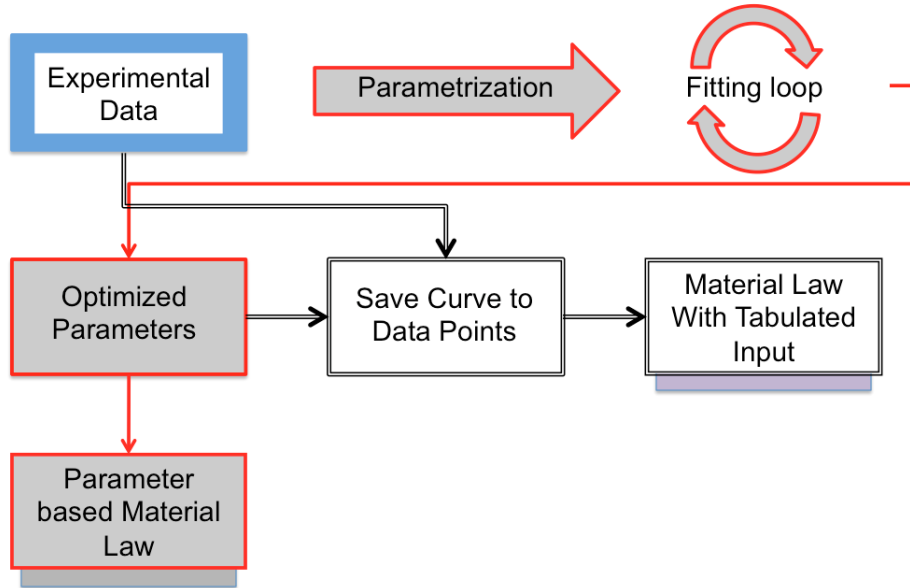 Experimental
Data
Parametrization
Fitting loop
Optimized
Parameters
Save Curve to
Data Points
Material Law
With Tabulated
Input
Parameter
based Material
Law